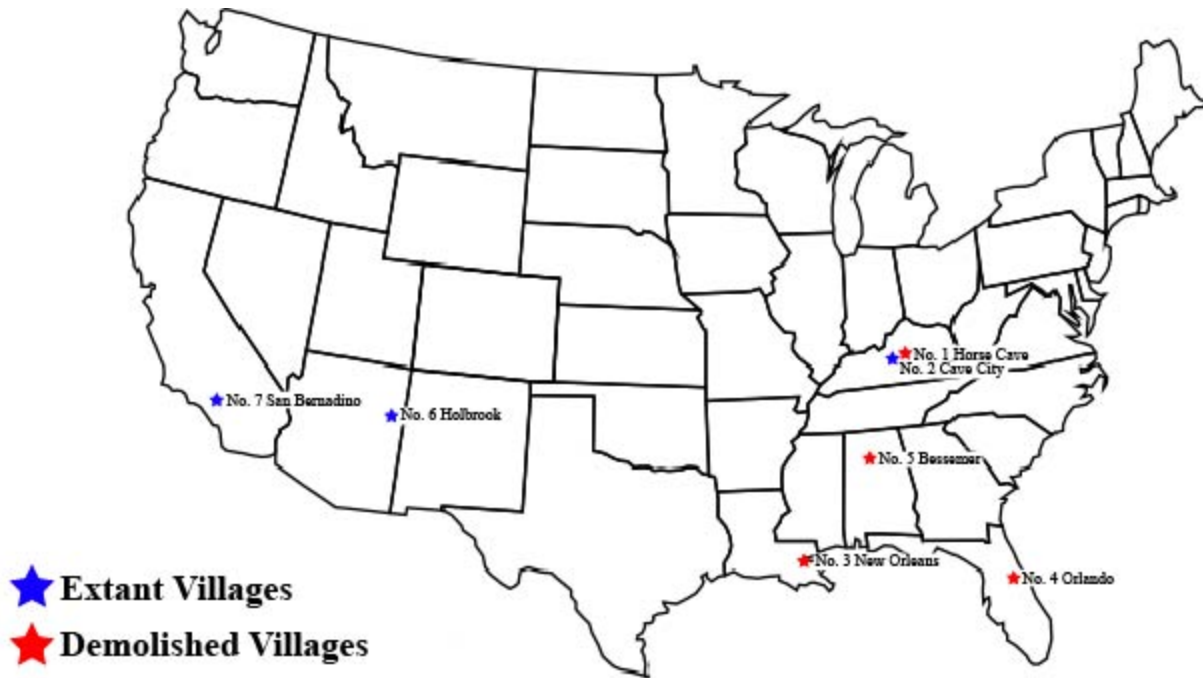 No. 1 Horse Cave
No. 2 Cave City
No. 7 San Bernadino
No. 6 Holbrook
No. 5 Bessemer
No. 3 New Orleans
No. 4 Orlando
Extant Villages
Demolished Villages